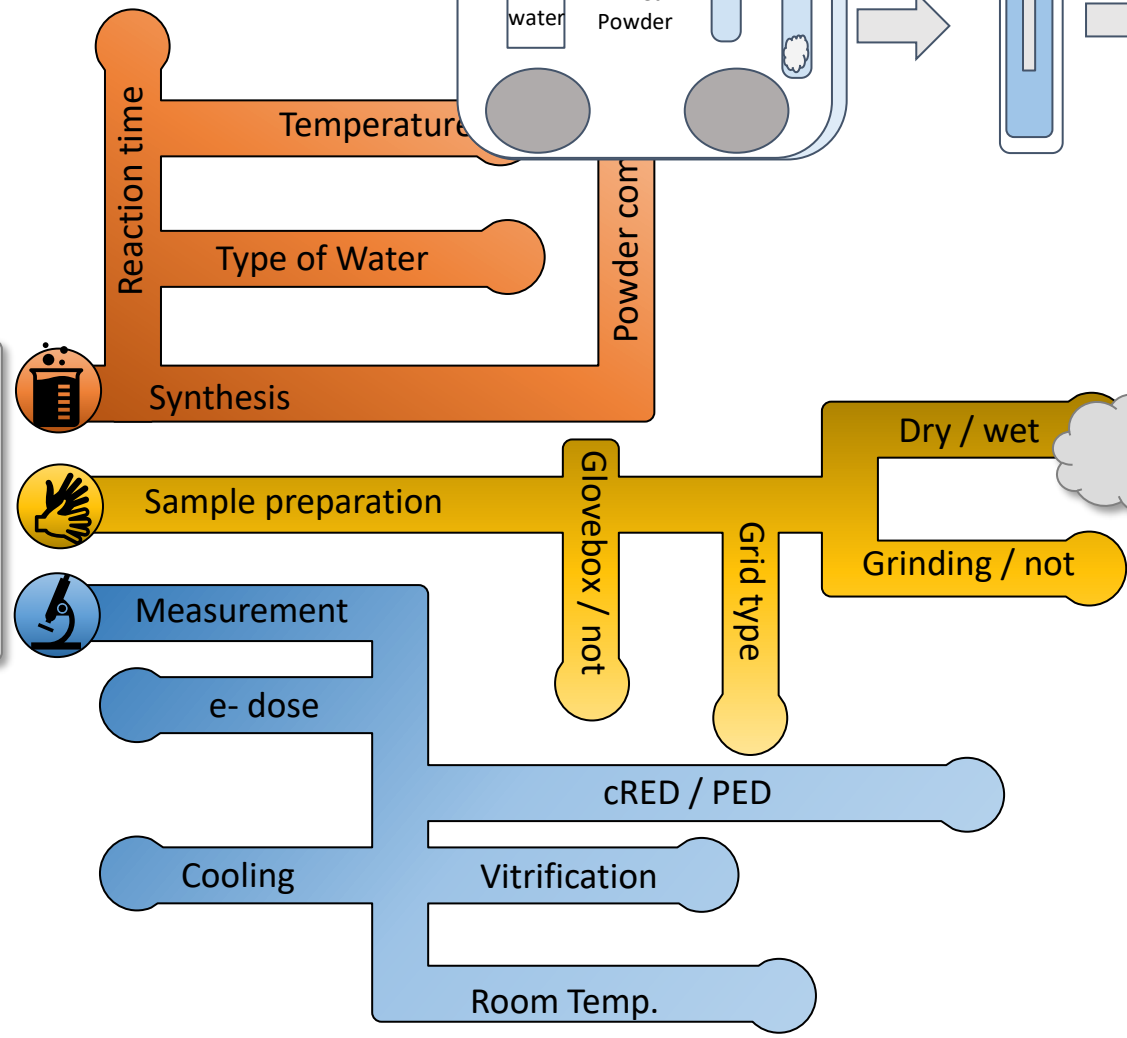 water
Powder
Reaction time
Temperature
Type of Water
Powder
Synthesis
Dry / wet
Sample preparation
Glovebox / not
Grid type
Grinding / not
Measurement
e- dose
cRED / PED
Cooling
Vitrification
Room Temp.